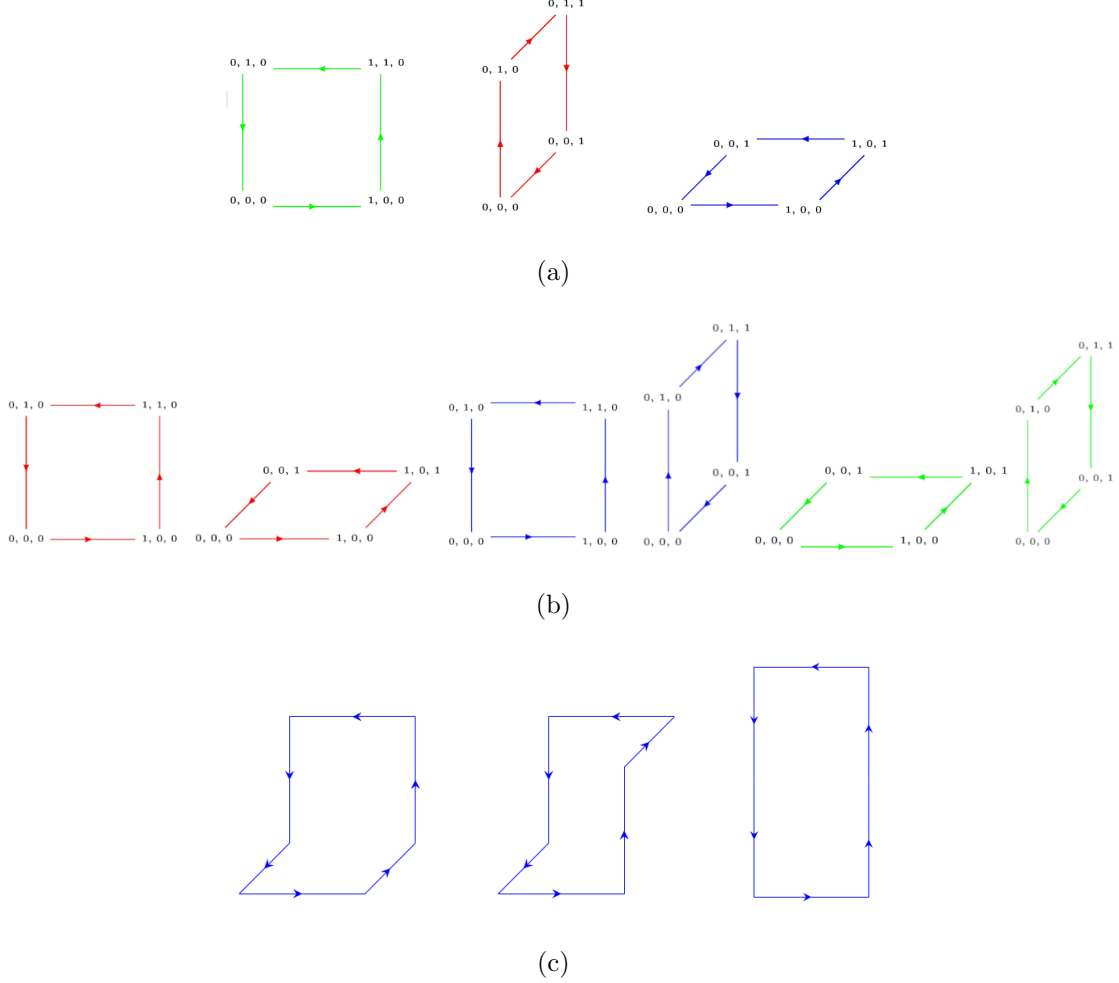 0, 1, 1
0, 1, 0 1, 1, 0 0, 1, 0
0, 0, 1 0, 0, 1 1, 0, 1
0, 0, 0 1, 0, 0 0, 0, 0 0, 0, 0 1, 0, 0
(a)
0, 1, 1
0, 1, 1
0, 1, 0 1, 1, 0 0, 1, 0 1, 1, 0 0, 1, 0 0, 1, 0
0, 0, 1 1, 0, 1 0, 0, 1 0, 0, 1 1, 0, 1 0, 0, 1
0, 0, 0 1, 0, 0 0, 0, 0 1, 0, 0 0, 0, 0 1, 0, 0 0, 0, 0 0, 0, 0 1, 0, 0 0, 0, 0
(b)
(c)